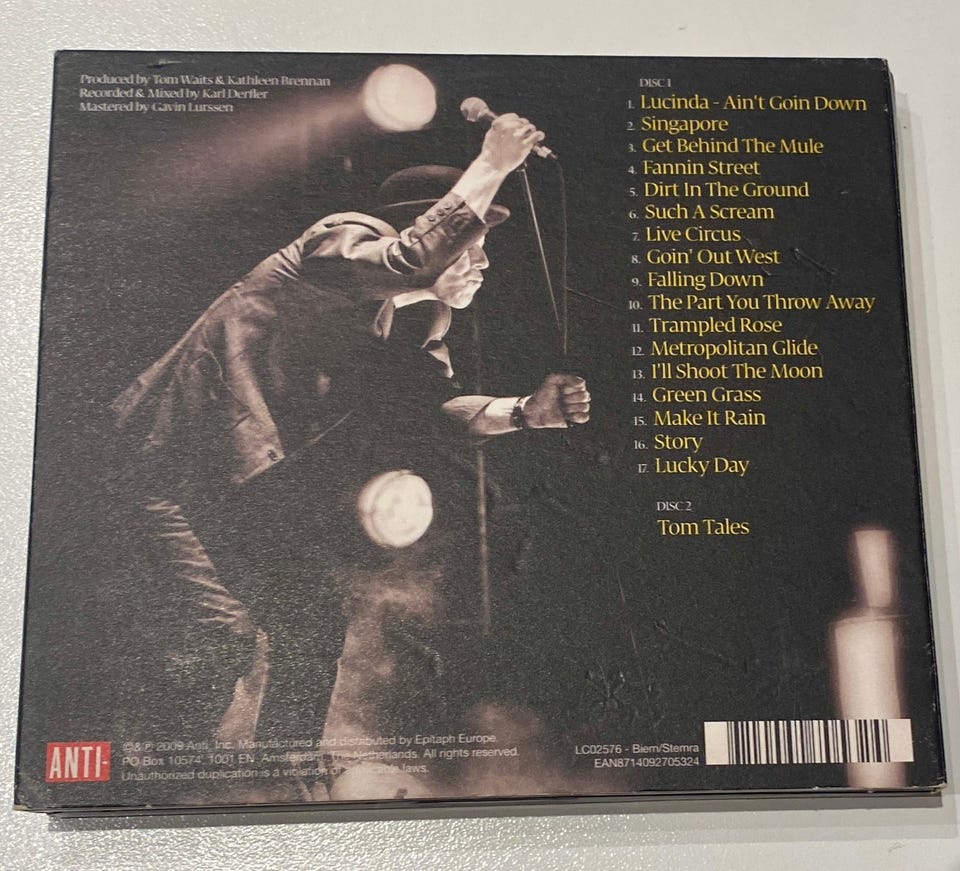 Produced by Tom Waits & Kathleen Brennan
Recorded & Mixed by Karl Derfler
Mastered by Gavin Lurssen
DISC 1
1. Lucinda - Ain't Goin Down
2. Singapore
3. Get Behind The Mule
4. Fannin Street
5. Dirt In The Ground
6. Such A Scream
7. Live Circus
8. Goin' Out West
9. Falling Down
10. The Part You Throw Away
11. Trampled Rose
12. Metropolitan Glide
13. I'll Shoot The Moon
14. Green Grass
15. Make It Rain
16. Story
17. Lucky Day
DISC 2
Tom Tales
ANTI-
©&℗ 2009 Anti, Inc. Manufactured and distributed by Epitaph Europe.
PO Box 10574, 1001 EN Amsterdam, The Netherlands. All rights reserved.
Unauthorized duplication is a violation of applicable laws.
LC02576 - Biem/Stemra
EAN8714092705324